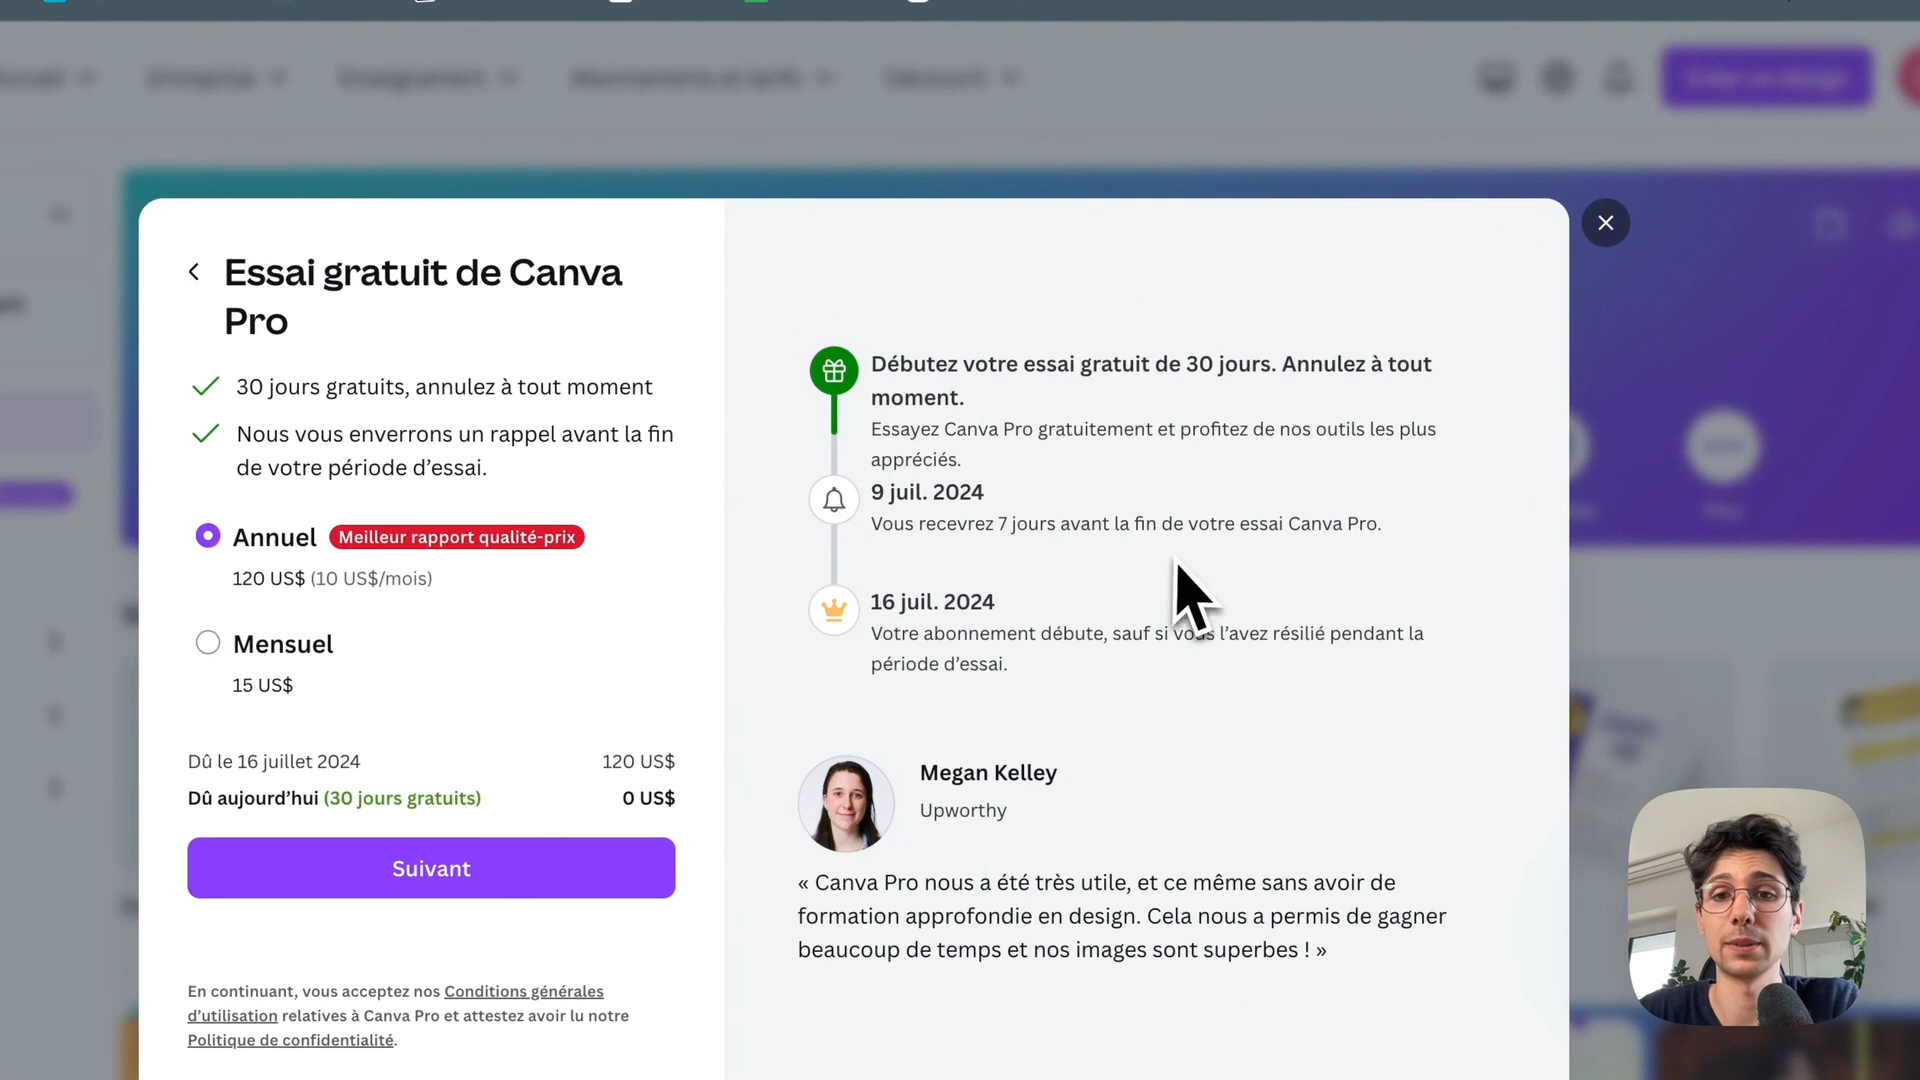 Essai gratuit de Canva
Pro
30 jours gratuits, annulez à tout moment
Nous vous enverrons un rappel avant la fin
de votre période d’essai.
Annuel Meilleur rapport qualité-prix
120 US$ (10 US$/mois)
Mensuel
15 US$
Dû le 16 juillet 2024 120 US$
Dû aujourd’hui (30 jours gratuits) 0 US$
Suivant
En continuant, vous acceptez nos Conditions générales
d’utilisation relatives à Canva Pro et attestez avoir lu notre
Politique de confidentialité.
Débutez votre essai gratuit de 30 jours. Annulez à tout
moment.
Essayez Canva Pro gratuitement et profitez de nos outils les plus
appréciés.
9 juil. 2024
Vous recevrez 7 jours avant la fin de votre essai Canva Pro.
16 juil. 2024
Votre abonnement débute, sauf si vous l’avez résilié pendant la
période d’essai.
Megan Kelley
Upworthy
« Canva Pro nous a été très utile, et ce même sans avoir de
formation approfondie en design. Cela nous a permis de gagner
beaucoup de temps et nos images sont superbes ! »